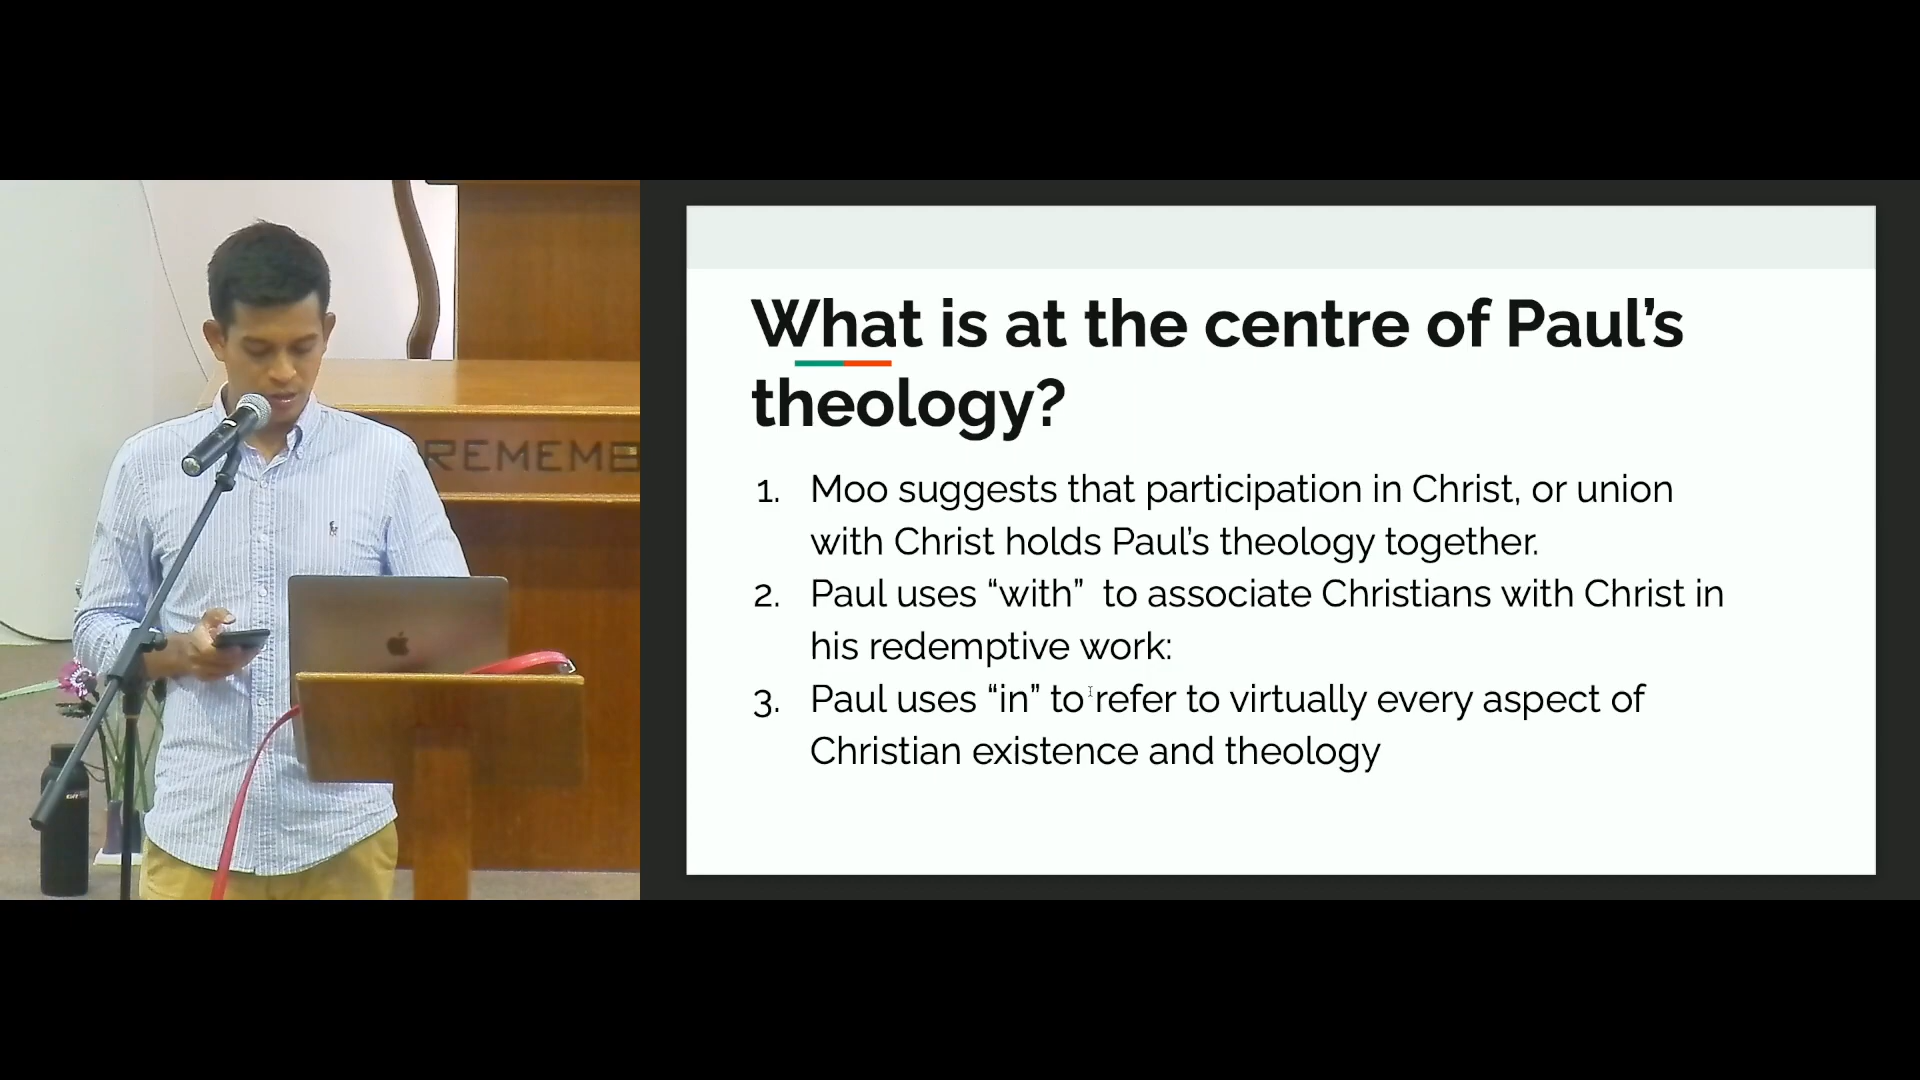 REMEMB
What is at the centre of Paul's
theology?
1. Moo suggests that participation in Christ, or union
with Christ holds Paul's theology together.
2. Paul uses “with”  to associate Christians with Christ in
his redemptive work:
3. Paul uses “in” to refer to virtually every aspect of
Christian existence and theology